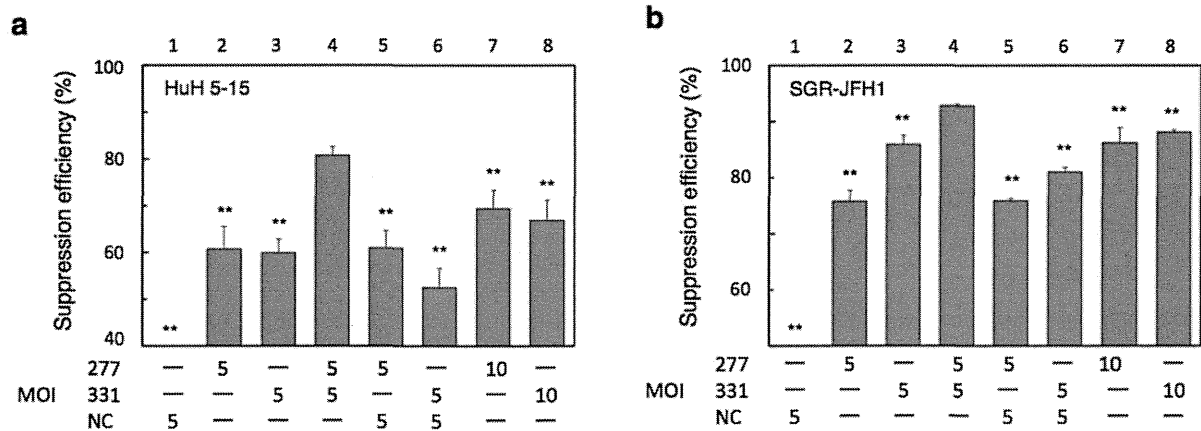 a
1 2 3 4 5 6 7 8
HuH 5-15
Suppression efficiency (%)
100
80
60
40
** ** ** ** ** ** **
277 — 5 — 5 5 — 10 —
MOI 331 — — 5 5 — 5 — 10
NC 5 — — — 5 5 — —
b
1 2 3 4 5 6 7 8
SGR-JFH1
Suppression efficiency (%)
100
80
60
** ** ** ** ** ** **
277 — 5 — 5 5 — 10 —
MOI 331 — — 5 5 — 5 — 10
NC 5 — — — 5 5 — —